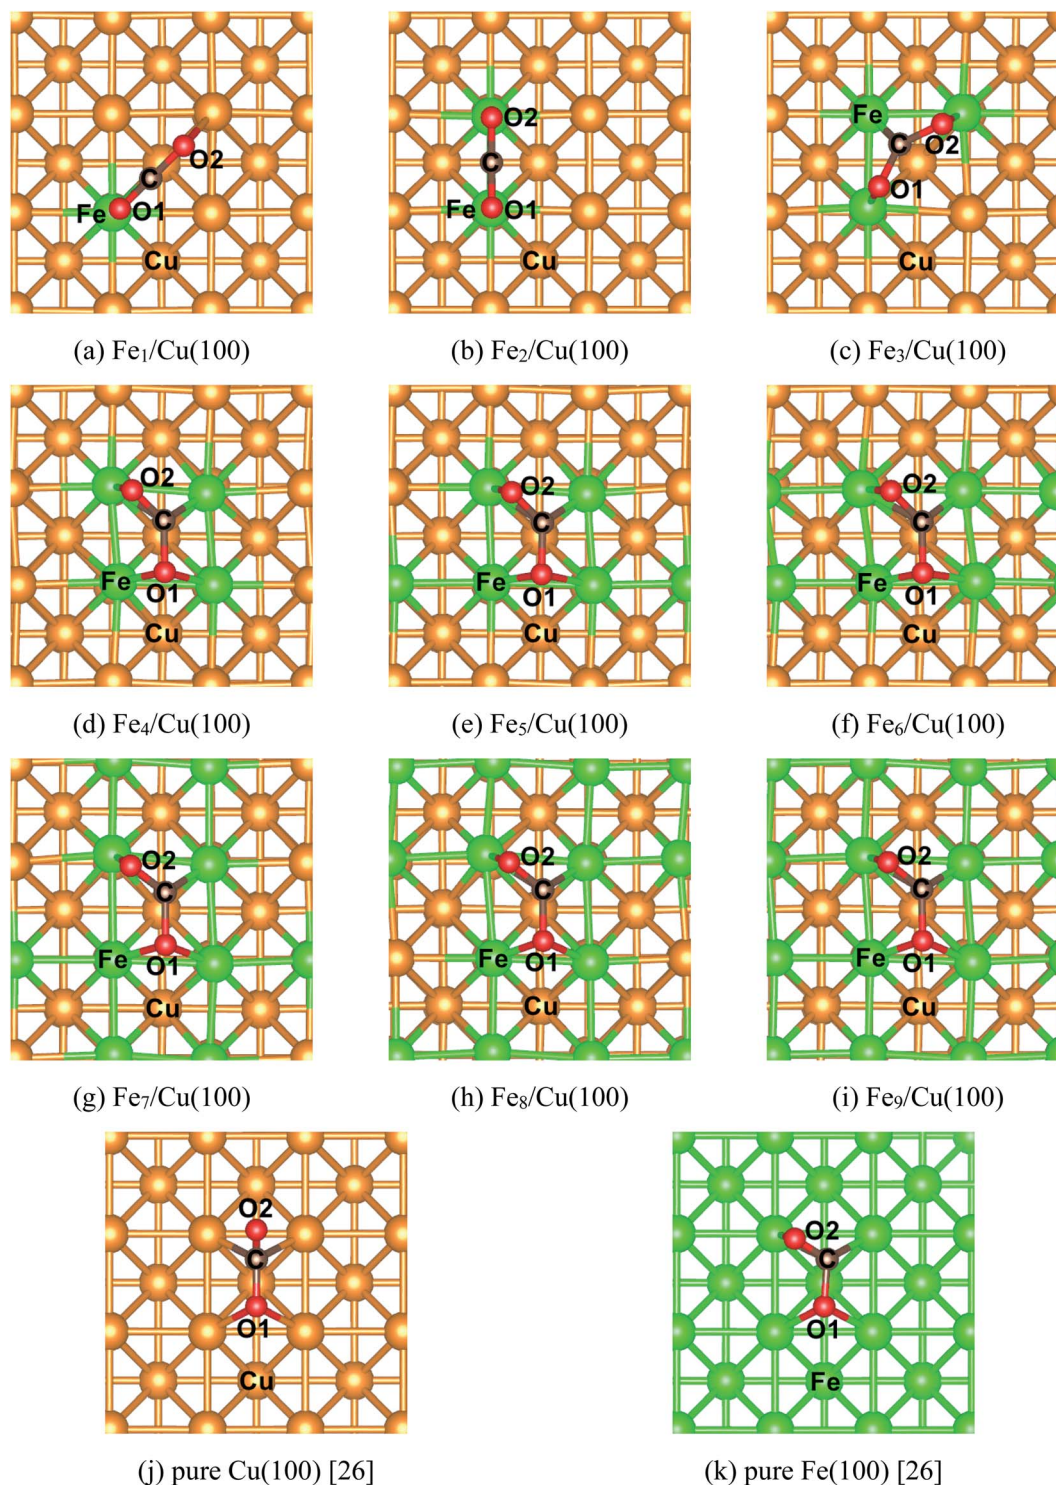 O2
C
Fe
O1
Cu
(a) Fe₁/Cu(100)
O2
C
Fe
O1
Cu
(b) Fe₂/Cu(100)
Fe
C
O2
O1
Cu
(c) Fe₃/Cu(100)
O2
C
Fe
O1
Cu
(d) Fe₄/Cu(100)
O2
C
Fe
O1
Cu
(e) Fe₅/Cu(100)
O2
C
Fe
O1
Cu
(f) Fe₆/Cu(100)
O2
C
Fe
O1
Cu
(g) Fe₇/Cu(100)
O2
C
Fe
O1
Cu
(h) Fe₈/Cu(100)
O2
C
Fe
O1
Cu
(i) Fe₉/Cu(100)
O2
C
O1
Cu
(j) pure Cu(100) [26]
O2
C
O1
Fe
(k) pure Fe(100) [26]